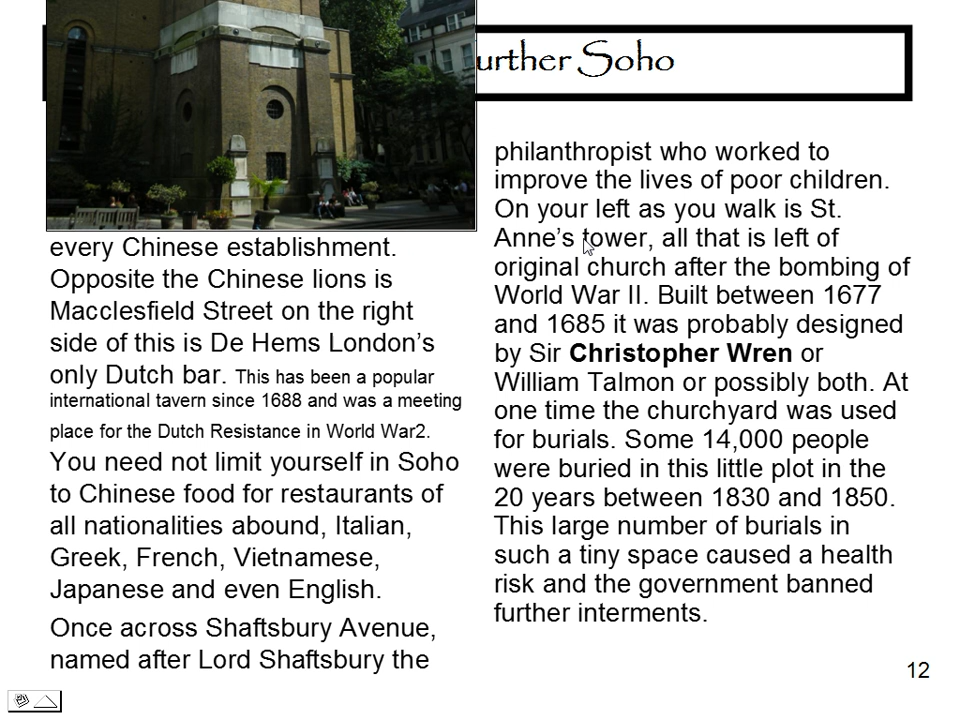 urther Soho
every Chinese establishment.
Opposite the Chinese lions is
Macclesfield Street on the right
side of this is De Hems London's
only Dutch bar. This has been a popular
international tavern since 1688 and was a meeting
place for the Dutch Resistance in World War2.
You need not limit yourself in Soho
to Chinese food for restaurants of
all nationalities abound, Italian,
Greek, French, Vietnamese,
Japanese and even English.
Once across Shaftsbury Avenue,
named after Lord Shaftsbury the
philanthropist who worked to
improve the lives of poor children.
On your left as you walk is St.
Anne's tower, all that is left of
original church after the bombing of
World War II. Built between 1677
and 1685 it was probably designed
by Sir Christopher Wren or
William Talmon or possibly both. At
one time the churchyard was used
for burials. Some 14,000 people
were buried in this little plot in the
20 years between 1830 and 1850.
This large number of burials in
such a tiny space caused a health
risk and the government banned
further interments.
12